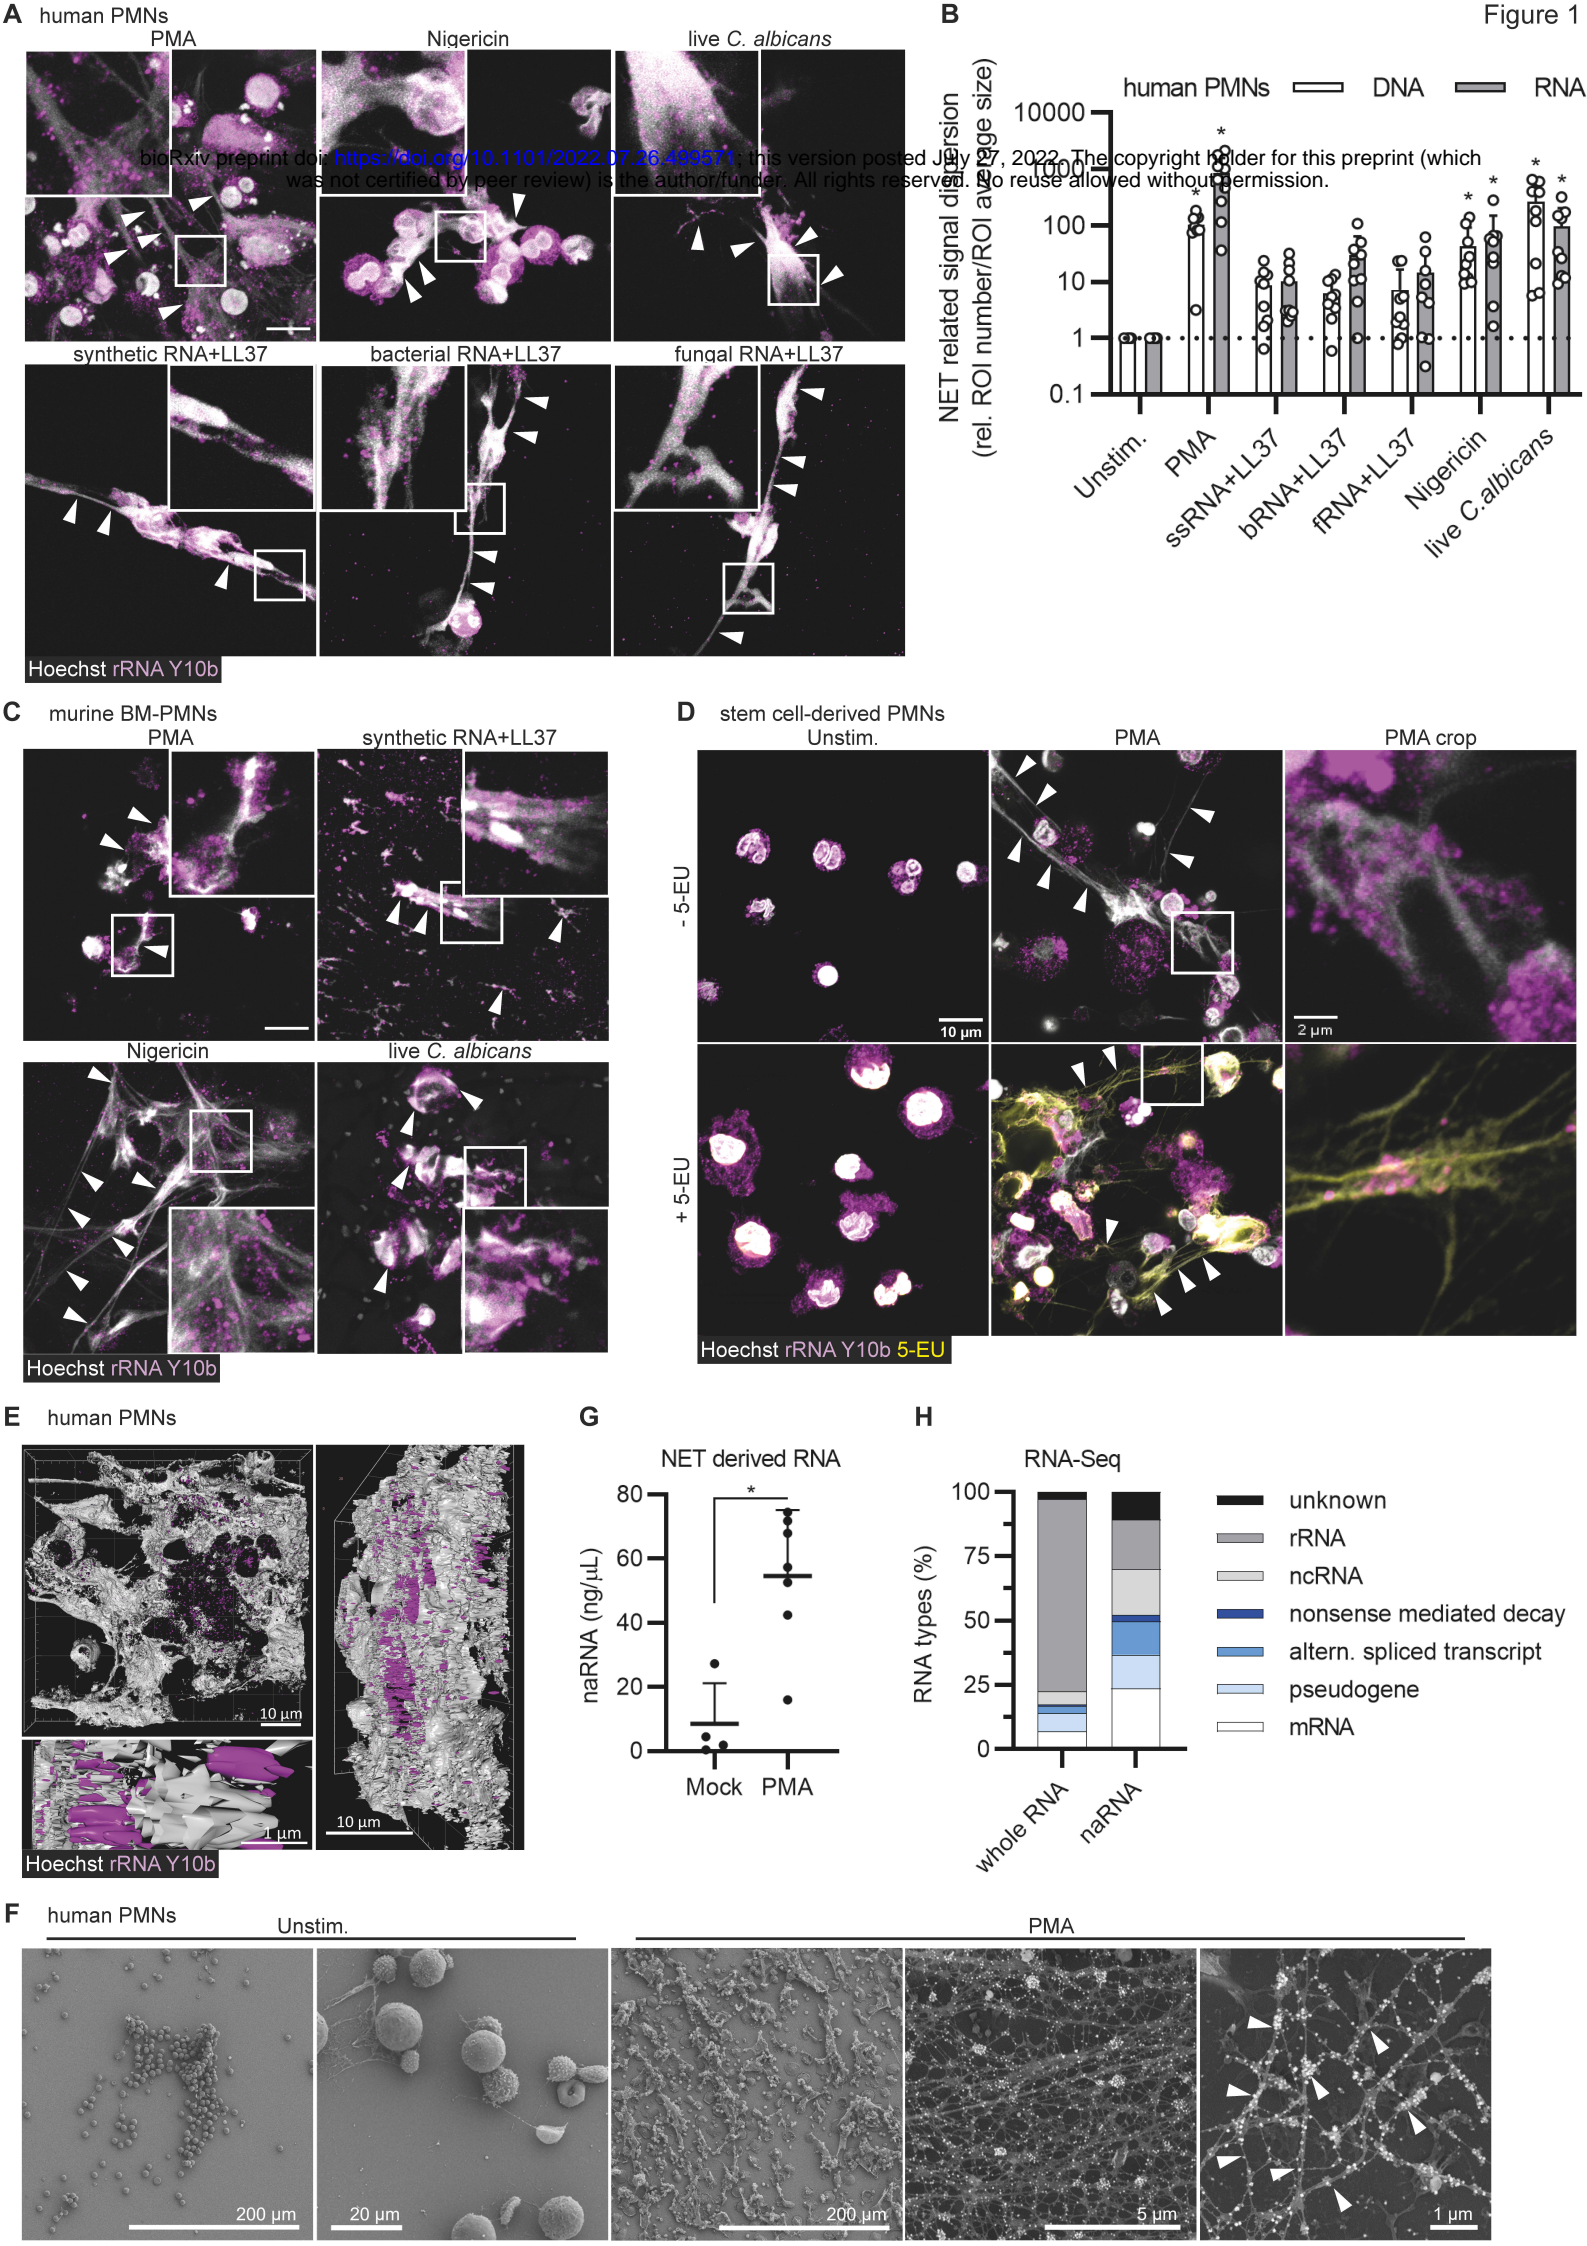 Figure 1
A human PMNs
PMA
Nigericin
live C. albicans
synthetic RNA+LL37
bacterial RNA+LL37
fungal RNA+LL37
Hoechst rRNA Y10b
bioRxiv preprint doi: https://doi.org/10.1101/2022.07.26.499571; this version posted July 27, 2022. The copyright holder for this preprint (which
was not certified by peer review) is the author/funder. All rights reserved. No reuse allowed without permission.
B
human PMNs DNA RNA
NET related signal dispersion
(rel. ROI number/ROI average size)
10000
1000
100
10
1
0.1
* * * * * *
Unstim.
PMA
ssRNA+LL37
bRNA+LL37
fRNA+LL37
Nigericin
live C.albicans
C murine BM-PMNs
PMA
synthetic RNA+LL37
Nigericin
live C. albicans
Hoechst rRNA Y10b
D stem cell-derived PMNs
Unstim.
PMA
PMA crop
- 5-EU
10 µm
2 µm
+ 5-EU
Hoechst rRNA Y10b 5-EU
E human PMNs
10 µm
1 µm
10 µm
Hoechst rRNA Y10b
G
NET derived RNA
naRNA (ng/µL)
80
60
40
20
0
*
Mock
PMA
H
RNA-Seq
RNA types (%)
100
75
50
25
0
whole RNA
naRNA
unknown
rRNA
ncRNA
nonsense mediated decay
altern. spliced transcript
pseudogene
mRNA
F human PMNs
Unstim.
PMA
200 µm
20 µm
200 µm
5 µm
1 µm